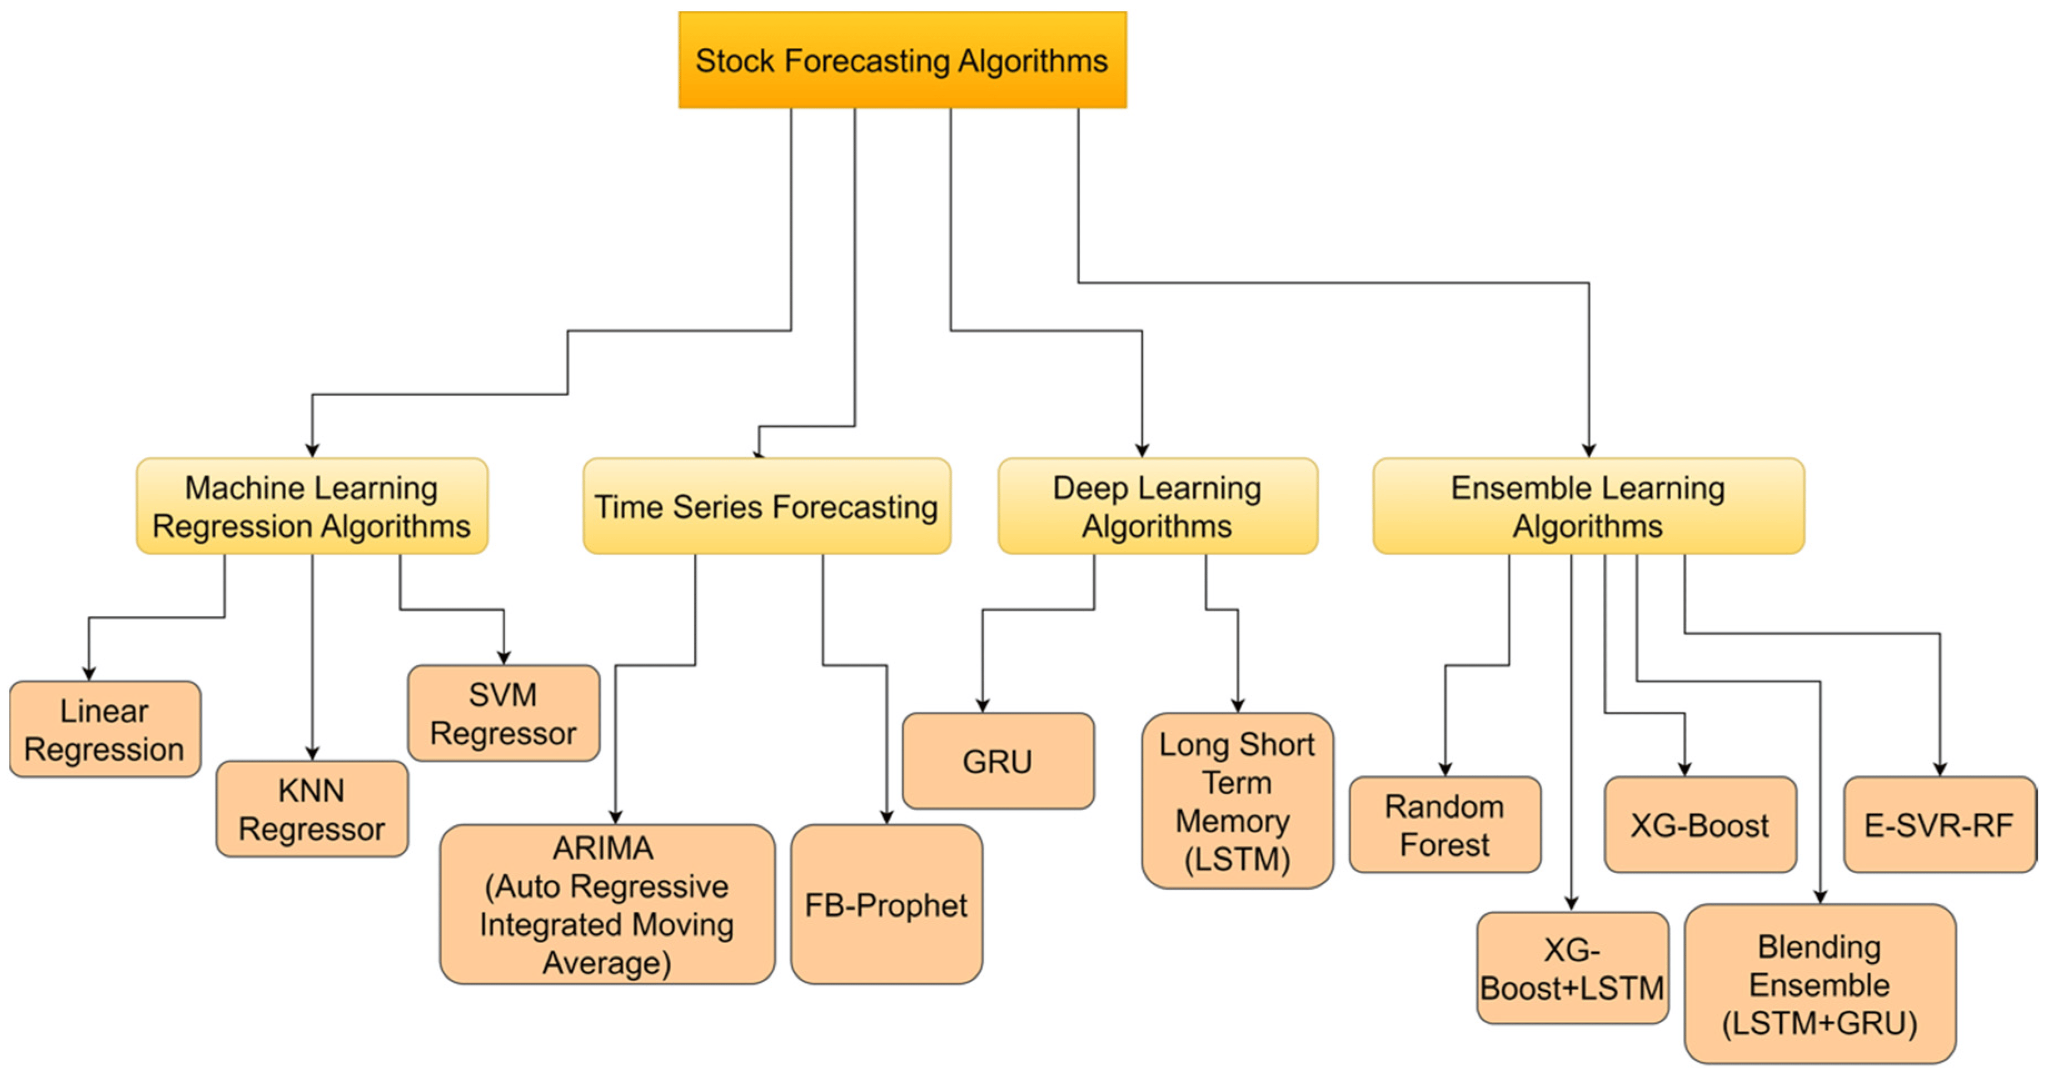 Stock Forecasting Algorithms
Machine Learning
Regression Algorithms
Time Series Forecasting
Deep Learning
Algorithms
Ensemble Learning
Algorithms
Linear
Regression
KNN
Regressor
SVM
Regressor
ARIMA
(Auto Regressive
Integrated Moving
Average)
FB-Prophet
GRU
Long Short
Term
Memory
(LSTM)
Random
Forest
XG-
Boost+LSTM
XG-Boost
Blending
Ensemble
(LSTM+GRU)
E-SVR-RF